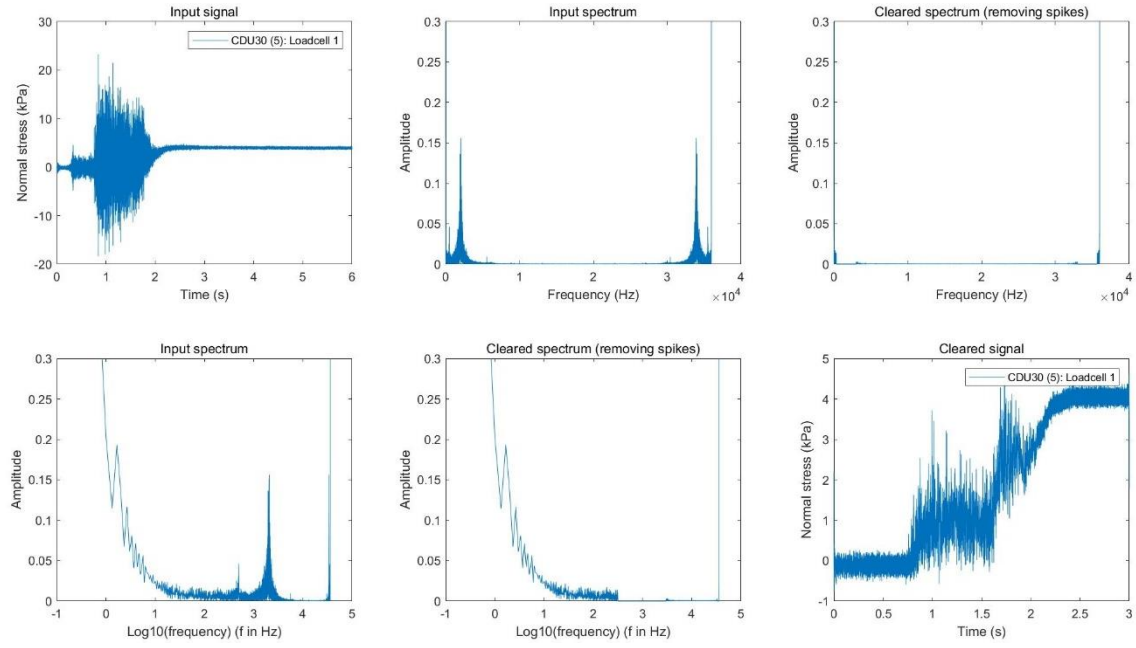 Input signal
CDU30 (5): Loadcell 1
Normal stress (kPa)
30
20
10
0
-10
-20
0 1 2 3 4 5 6
Time (s)
Input spectrum
Amplitude
0.3
0.25
0.2
0.15
0.1
0.05
0
0 1 2 3 4
Frequency (Hz)
×10^4
Cleared spectrum (removing spikes)
Amplitude
0.3
0.25
0.2
0.15
0.1
0.05
0
0 1 2 3 4
Frequency (Hz)
×10^4
Input spectrum
Amplitude
0.3
0.25
0.2
0.15
0.1
0.05
0
-1 0 1 2 3 4 5
Log10(frequency) (f in Hz)
Cleared spectrum (removing spikes)
Amplitude
0.3
0.25
0.2
0.15
0.1
0.05
0
-1 0 1 2 3 4 5
Log10(frequency) (f in Hz)
Cleared signal
CDU30 (5): Loadcell 1
Normal stress (kPa)
5
4
3
2
1
0
-1
0 0.5 1 1.5 2 2.5 3
Time (s)